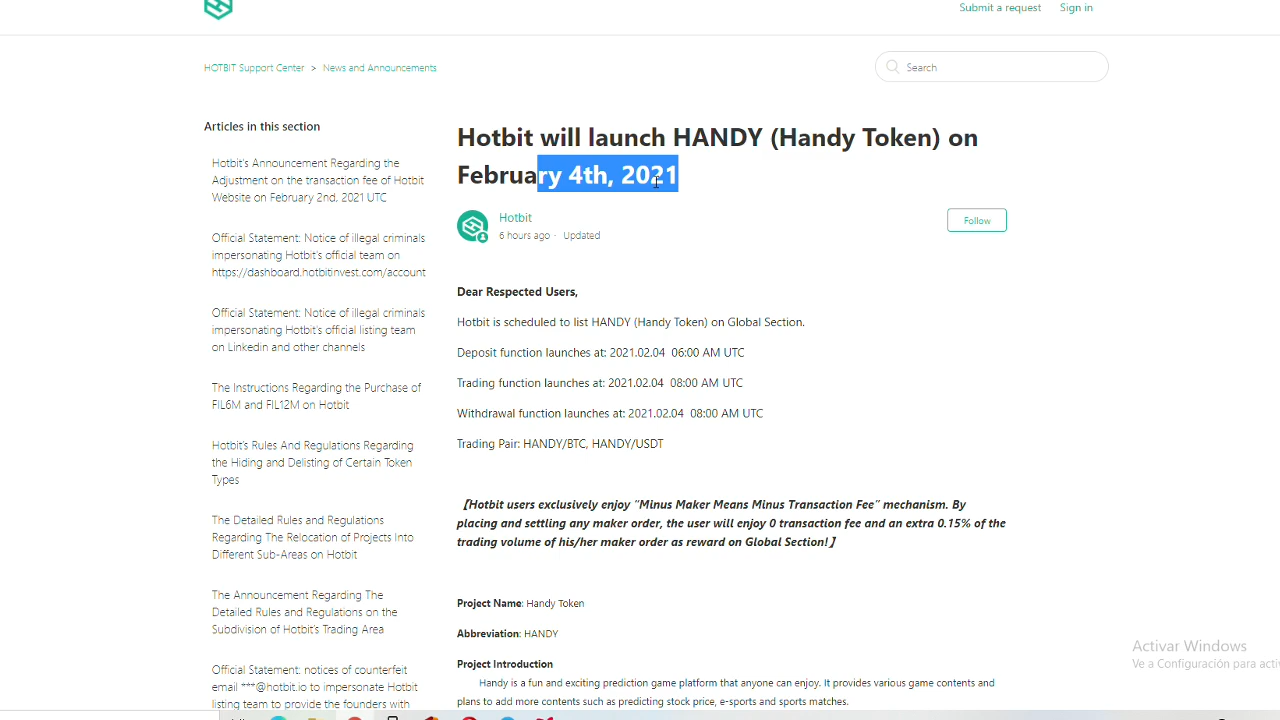 Submit a request Sign in
HOTBIT Support Center > News and Announcements
Search
Articles in this section
Hotbit's Announcement Regarding the
Adjustment on the transaction fee of Hotbit
Website on February 2nd, 2021 UTC
Official Statement: Notice of illegal criminals
impersonating Hotbit's official team on
https://dashboard.hotbitinvest.com/account
Official Statement: Notice of illegal criminals
impersonating Hotbit's official listing team
on Linkedin and other channels
The Instructions Regarding the Purchase of
FIL6M and FIL12M on Hotbit
Hotbit's Rules And Regulations Regarding
the Hiding and Delisting of Certain Token
Types
The Detailed Rules and Regulations
Regarding The Relocation of Projects Into
Different Sub-Areas on Hotbit
The Announcement Regarding The
Detailed Rules and Regulations on the
Subdivision of Hotbit's Trading Area
Official Statement: notices of counterfeit
email ***@hotbit.io to impersonate Hotbit
listing team to provide the founders with
Hotbit will launch HANDY (Handy Token) on
February 4th, 2021
Hotbit
6 hours ago · Updated
Follow
Dear Respected Users,
Hotbit is scheduled to list HANDY (Handy Token) on Global Section.
Deposit function launches at: 2021.02.04 06:00 AM UTC
Trading function launches at: 2021.02.04 08:00 AM UTC
Withdrawal function launches at: 2021.02.04 08:00 AM UTC
Trading Pair: HANDY/BTC, HANDY/USDT
【Hotbit users exclusively enjoy "Minus Maker Means Minus Transaction Fee" mechanism. By
placing and settling any maker order, the user will enjoy 0 transaction fee and an extra 0.15% of the
trading volume of his/her maker order as reward on Global Section!】
Project Name: Handy Token
Abbreviation: HANDY
Project Introduction
Handy is a fun and exciting prediction game platform that anyone can enjoy. It provides various game contents and
plans to add more contents such as predicting stock price, e-sports and sports matches.
Activar Windows
Ve a Configuración para acti